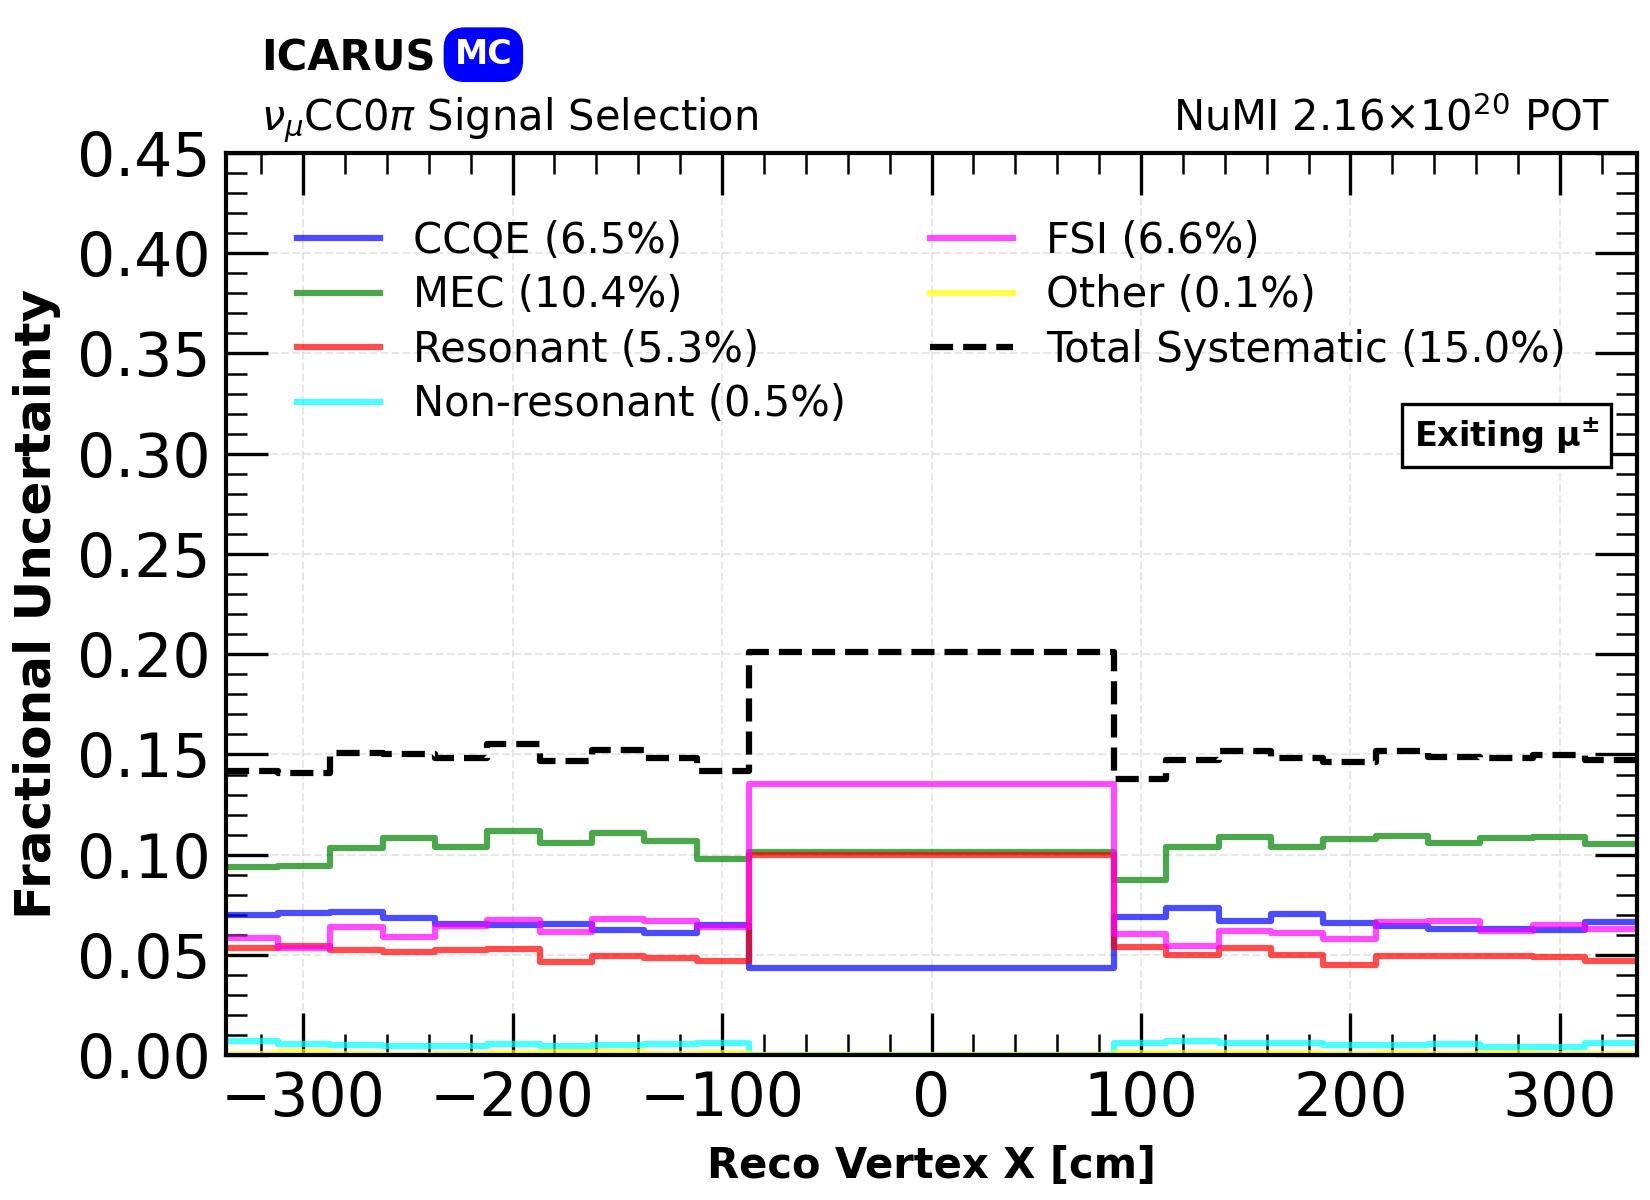 ICARUS MC
νμCC0π Signal Selection
NuMI 2.16×10²⁰ POT
0.45
0.40
0.35
0.30
0.25
0.20
0.15
0.10
0.05
0.00
Fractional Uncertainty
CCQE (6.5%)
MEC (10.4%)
Resonant (5.3%)
Non-resonant (0.5%)
FSI (6.6%)
Other (0.1%)
Total Systematic (15.0%)
Exiting μ±
−300 −200 −100 0 100 200 300
Reco Vertex X [cm]